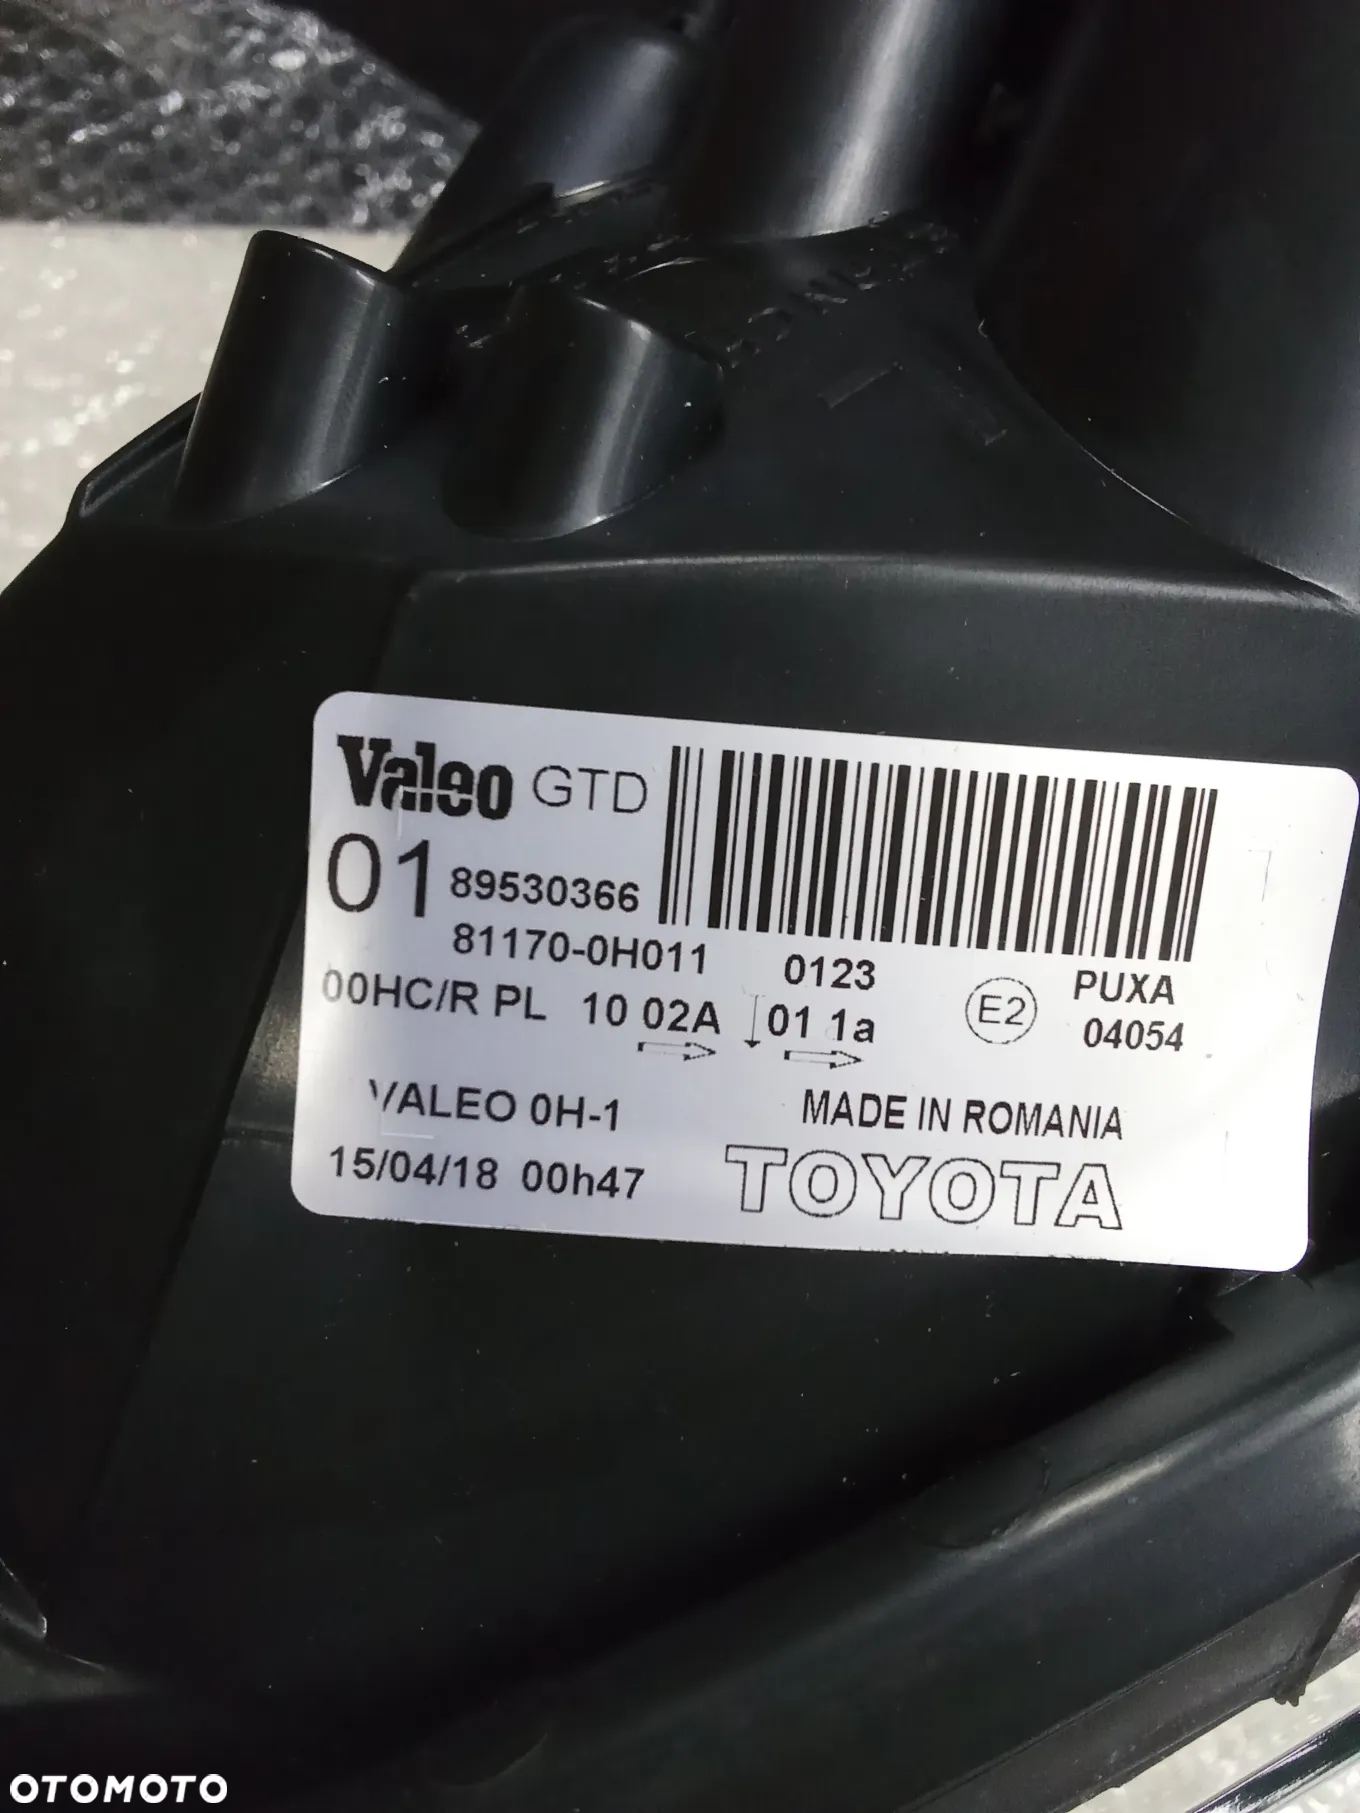 Valeo GTD
01 89530366
81170-0H011 0123 PUXA
00HC/R PL 10 02A 01 1a E2 04054
VALEO 0H-1 MADE IN ROMANIA
15/04/18 00h47 TOYOTA
OTOMOTO